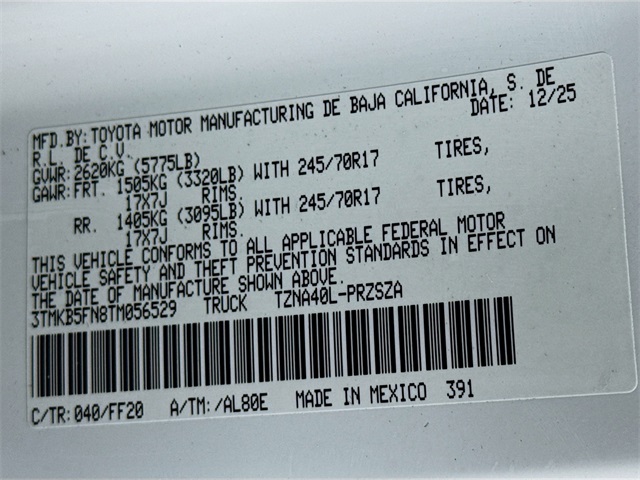 MFD.BY:TOYOTA MOTOR MANUFACTURING DE BAJA CALIFORNIA, S. DE
R.L. DE C.V. DATE: 12/25
GVWR:2620KG (5775LB)
GAWR:FRT. 1505KG (3320LB) WITH 245/70R17 TIRES,
17X7J RIMS.
RR. 1405KG (3095LB) WITH 245/70R17 TIRES,
17X7J RIMS.
THIS VEHICLE CONFORMS TO ALL APPLICABLE FEDERAL MOTOR
VEHICLE SAFETY AND THEFT PREVENTION STANDARDS IN EFFECT ON
THE DATE OF MANUFACTURE SHOWN ABOVE.
3TMKB5FN8TM056529 TRUCK TZNA40L-PRZSZA
C/TR:040/FF20 A/TM:/AL80E MADE IN MEXICO 391